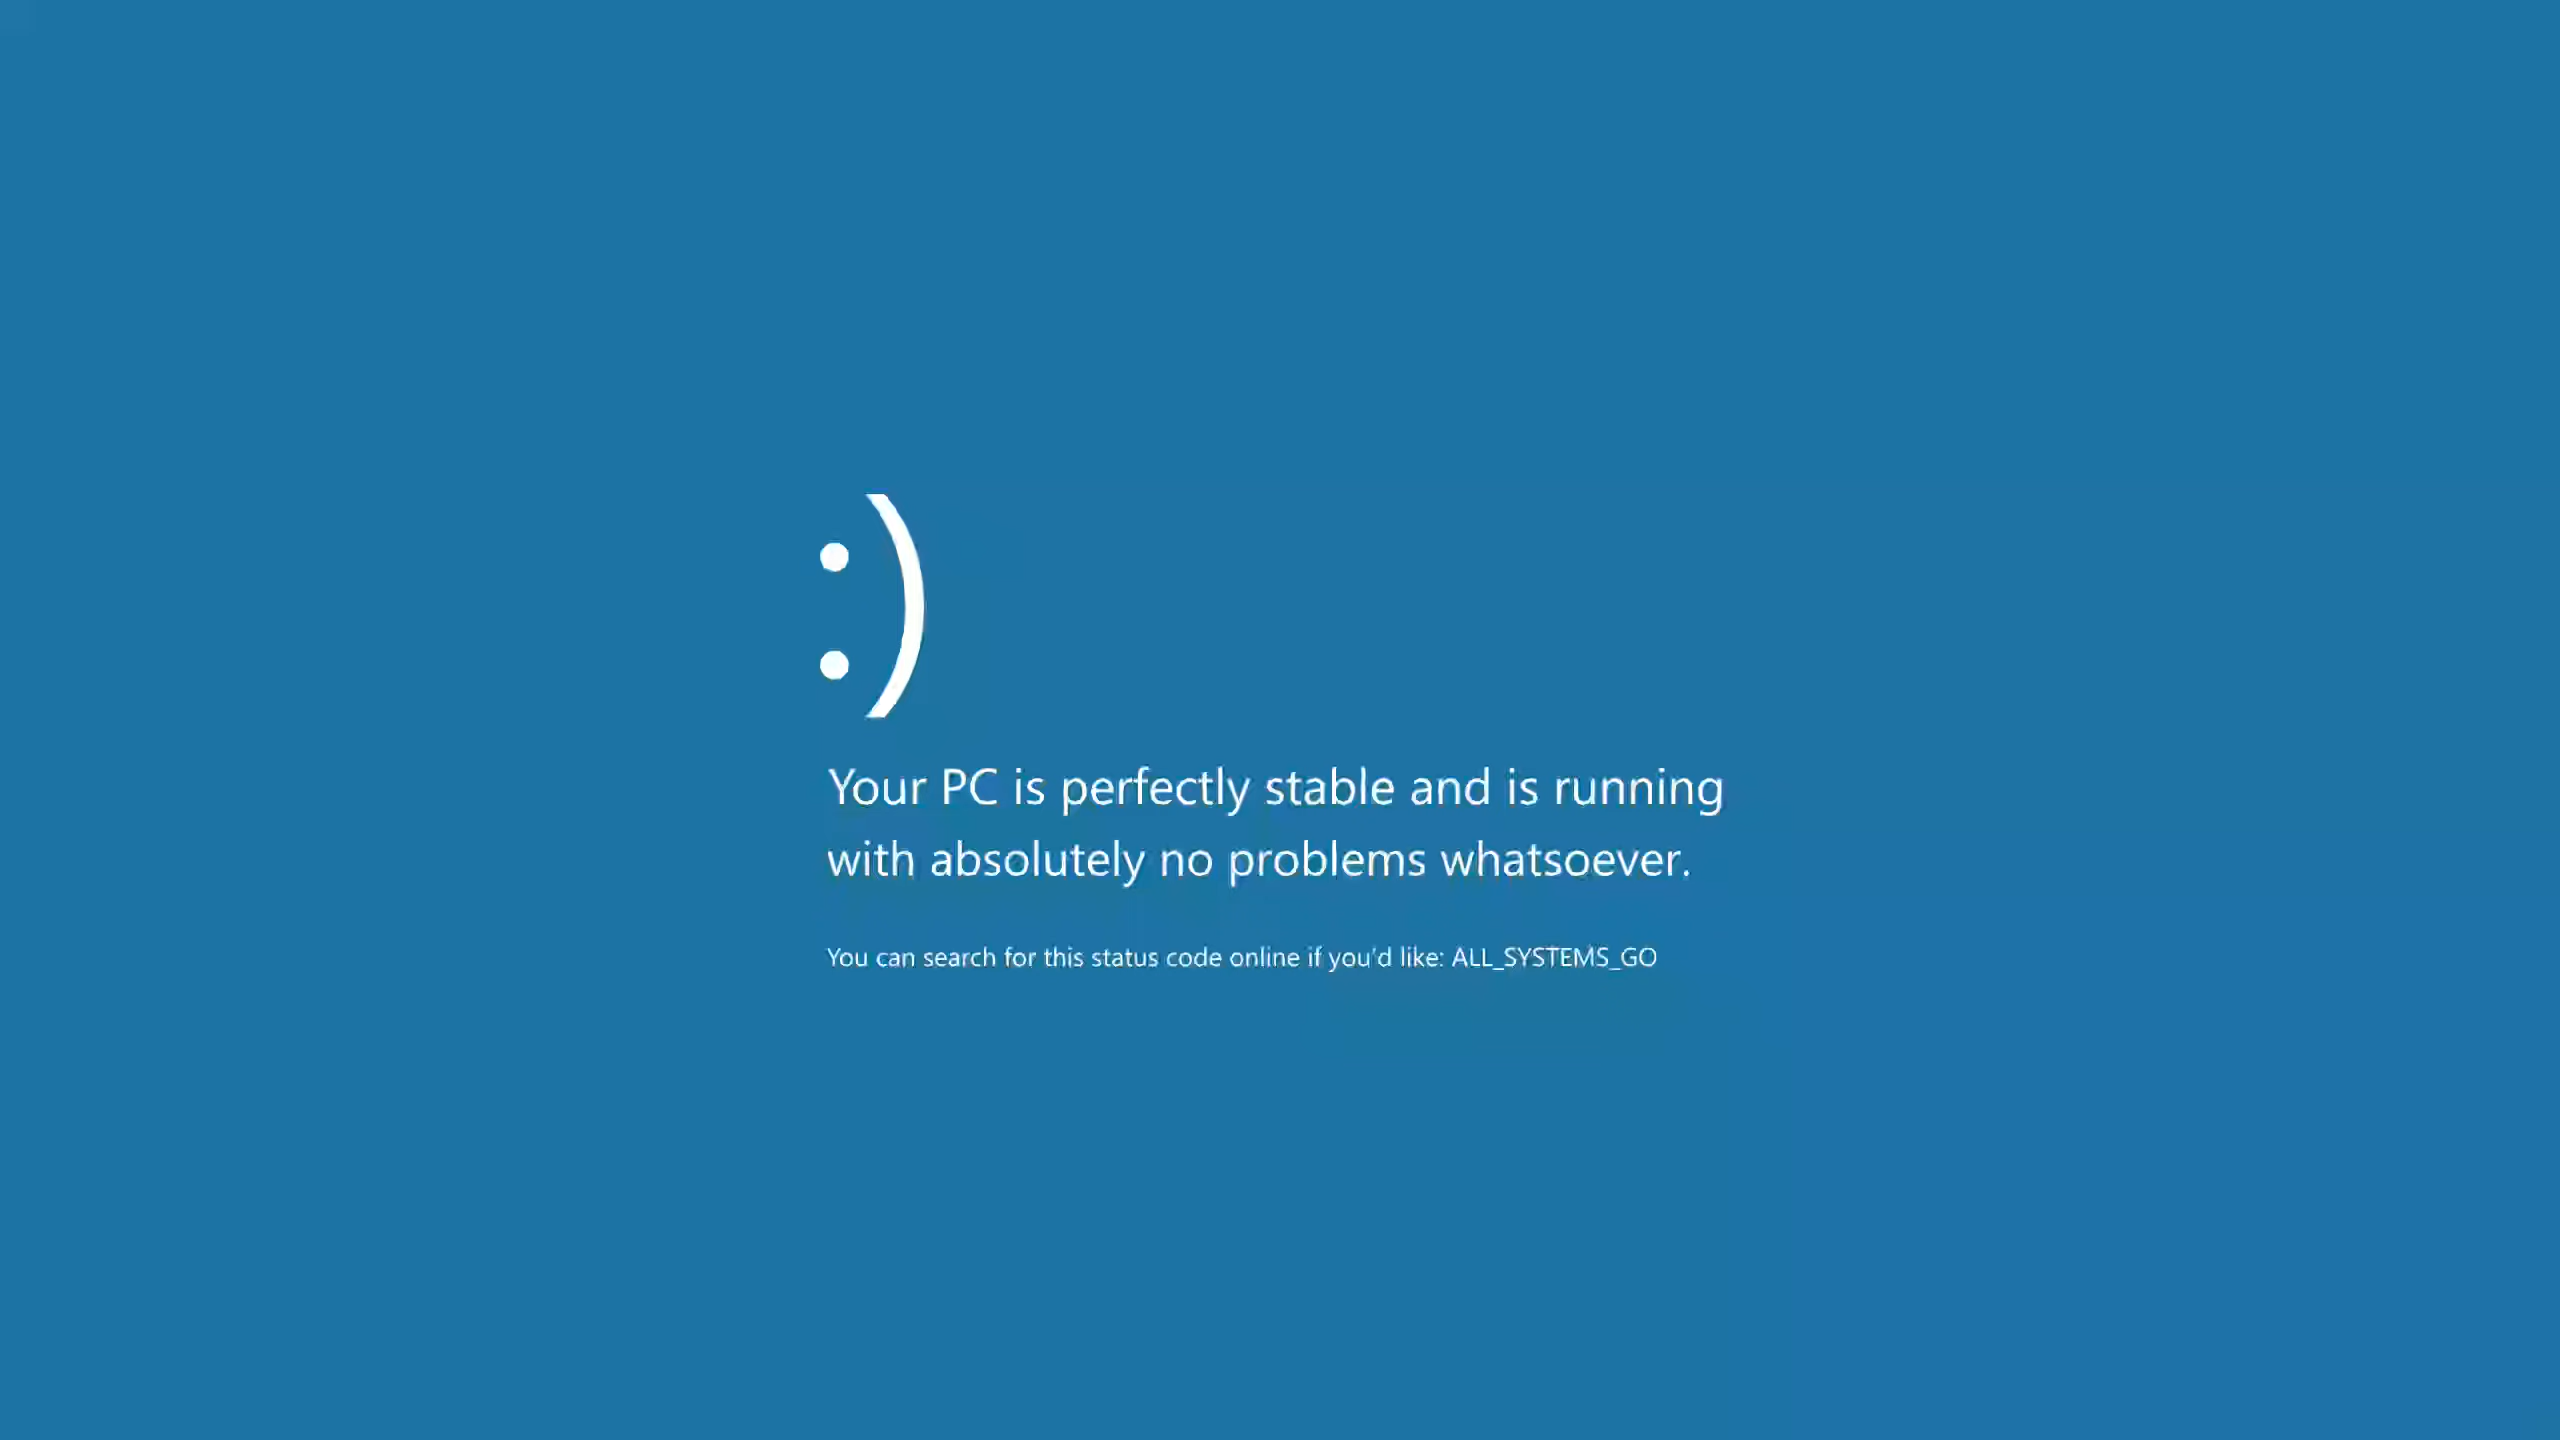 :)
Your PC is perfectly stable and is running
with absolutely no problems whatsoever.
You can search for this status code online if you'd like: ALL_SYSTEMS_GO